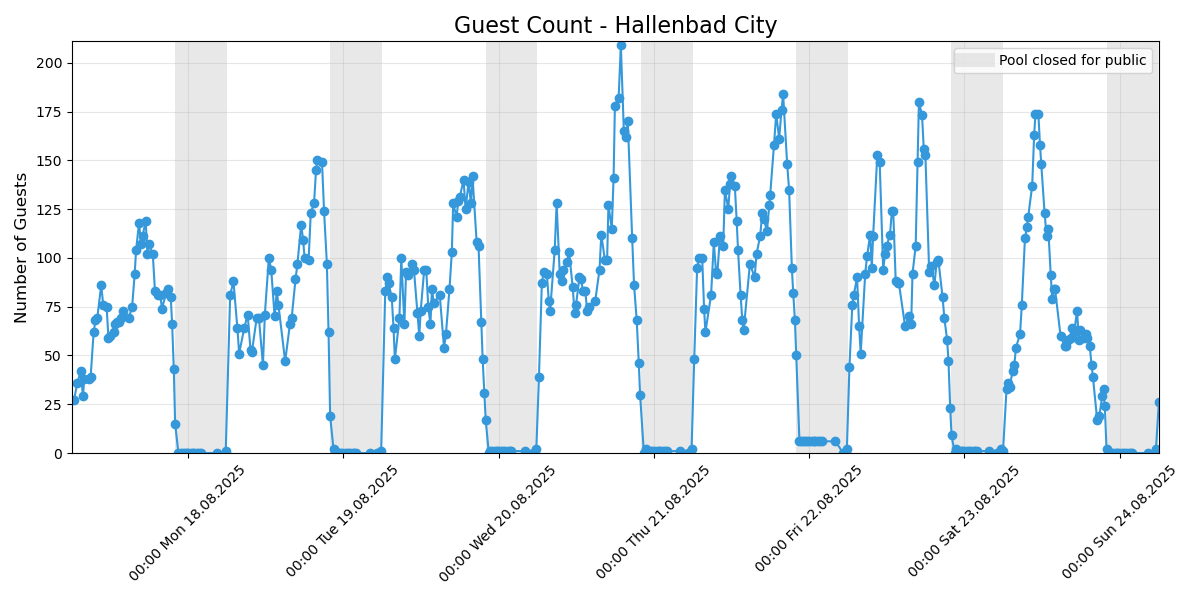 Guest Count - Hallenbad City
Pool closed for public
Number of Guests
200
175
150
125
100
75
50
25
0
00:00 Mon 18.08.2025
00:00 Tue 19.08.2025
00:00 Wed 20.08.2025
00:00 Thu 21.08.2025
00:00 Fri 22.08.2025
00:00 Sat 23.08.2025
00:00 Sun 24.08.2025